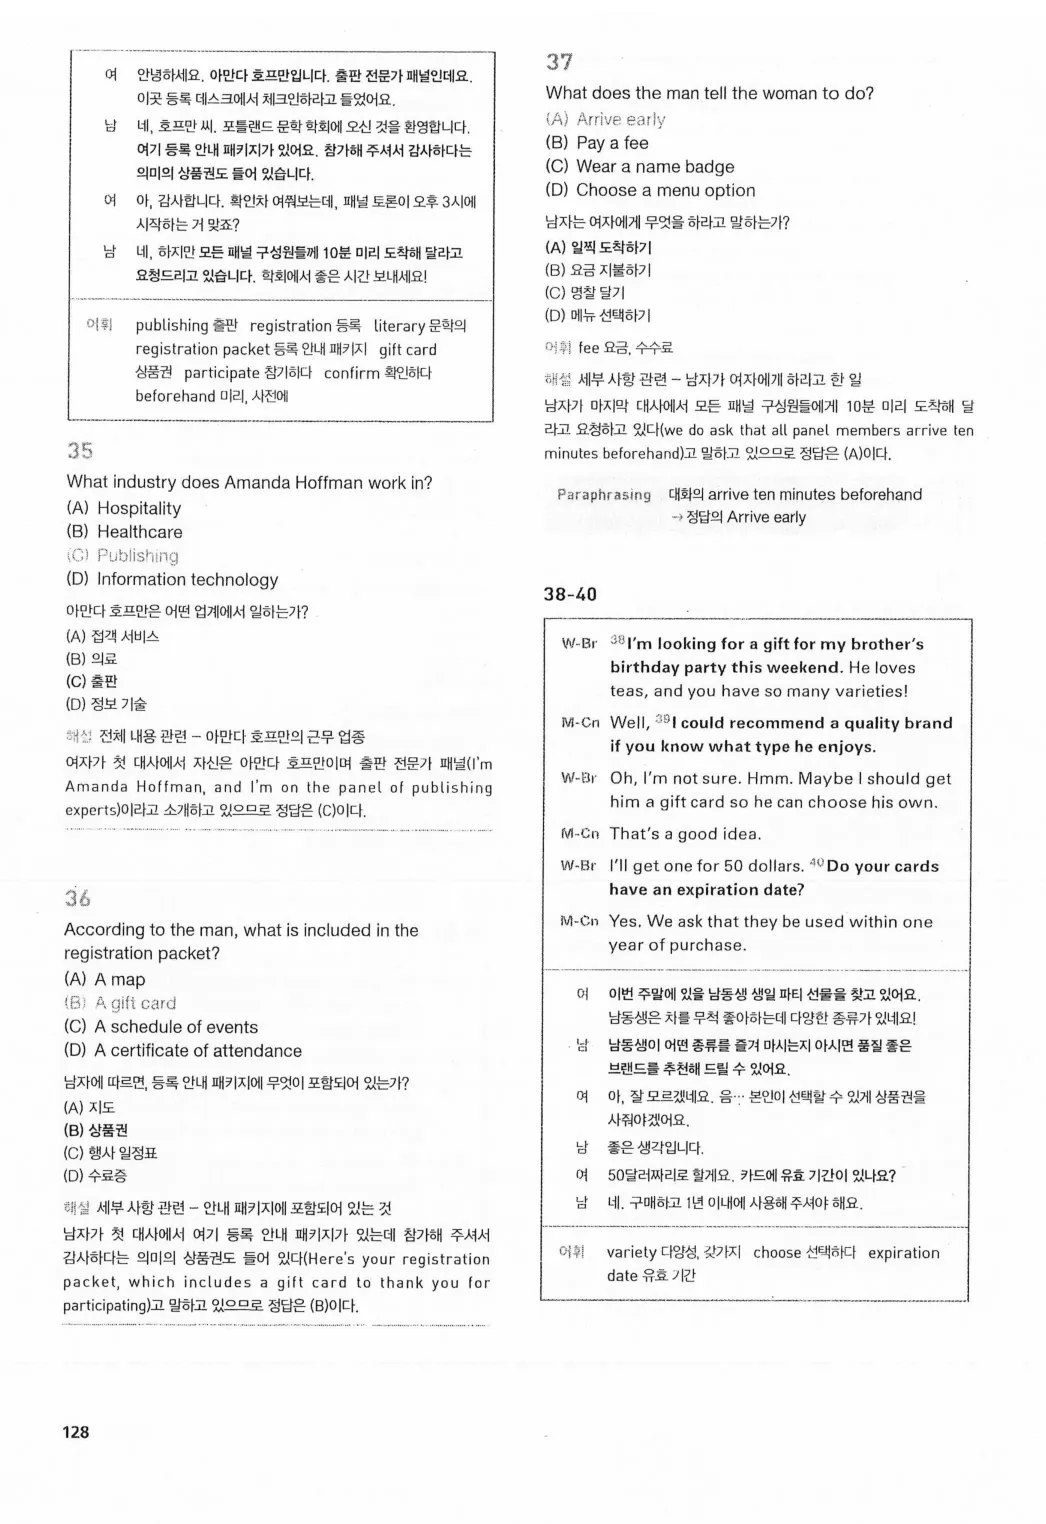 여 안녕하세요. 아만다 호프만입니다. 출판 전문가 패널인데요.
이곳 등록 데스크에서 체크인하라고 들었어요.
남 네, 호프만 씨. 포틀랜드 문학 학회에 오신 것을 환영합니다.
여기 등록 안내 패키지가 있어요. 참가해 주셔서 감사하다는
의미의 상품권도 들어 있습니다.
여 아, 감사합니다. 확인차 여쭤보는데, 패널 토론이 오후 3시에
시작하는 거 맞죠?
남 네, 하지만 모든 패널 구성원들께 10분 미리 도착해 달라고
요청드리고 있습니다. 학회에서 좋은 시간 보내세요!
어휘 publishing 출판 registration 등록 literary 문학의
registration packet 등록 안내 패키지 gift card
상품권 participate 참가하다 confirm 확인하다
beforehand 미리, 사전에
35
What industry does Amanda Hoffman work in?
(A) Hospitality
(B) Healthcare
(C) Publishing
(D) Information technology
아만다 호프만은 어떤 업계에서 일하는가?
(A) 접객 서비스
(B) 의료
(C) 출판
(D) 정보 기술
해설 전체 내용 관련 – 아만다 호프만의 근무 업종
여자가 첫 대사에서 자신은 아만다 호프만이며 출판 전문가 패널(I'm
Amanda Hoffman, and I'm on the panel of publishing
experts)이라고 소개하고 있으므로 정답은 (C)이다.
36
According to the man, what is included in the
registration packet?
(A) A map
(B) A gift card
(C) A schedule of events
(D) A certificate of attendance
남자에 따르면, 등록 안내 패키지에 무엇이 포함되어 있는가?
(A) 지도
(B) 상품권
(C) 행사 일정표
(D) 수료증
해설 세부 사항 관련 – 안내 패키지에 포함되어 있는 것
남자가 첫 대사에서 여기 등록 안내 패키지가 있는데 참가해 주셔서
감사하다는 의미의 상품권도 들어 있다(Here's your registration
packet, which includes a gift card to thank you for
participating)고 말하고 있으므로 정답은 (B)이다.
128
37
What does the man tell the woman to do?
(A) Arrive early
(B) Pay a fee
(C) Wear a name badge
(D) Choose a menu option
남자는 여자에게 무엇을 하라고 말하는가?
(A) 일찍 도착하기
(B) 요금 지불하기
(C) 명찰 달기
(D) 메뉴 선택하기
어휘 fee 요금, 수수료
해설 세부 사항 관련 – 남자가 여자에게 하라고 한 일
남자가 마지막 대사에서 모든 패널 구성원들에게 10분 미리 도착해 달
라고 요청하고 있다(we do ask that all panel members arrive ten
minutes beforehand)고 말하고 있으므로 정답은 (A)이다.
Paraphrasing 대화의 arrive ten minutes beforehand
→ 정답의 Arrive early
38-40
W-Br 38I'm looking for a gift for my brother's
birthday party this weekend. He loves
teas, and you have so many varieties!
M-Cn Well, 39I could recommend a quality brand
if you know what type he enjoys.
W-Br Oh, I'm not sure. Hmm. Maybe I should get
him a gift card so he can choose his own.
M-Cn That's a good idea.
W-Br I'll get one for 50 dollars. 40Do your cards
have an expiration date?
M-Cn Yes. We ask that they be used within one
year of purchase.
여 이번 주말에 있을 남동생 생일 파티 선물을 찾고 있어요.
남동생은 차를 무척 좋아하는데 다양한 종류가 있네요!
남 남동생이 어떤 종류를 즐겨 마시는지 아시면 품질 좋은
브랜드를 추천해 드릴 수 있어요.
여 아, 잘 모르겠네요. 음… 본인이 선택할 수 있게 상품권을
사줘야겠어요.
남 좋은 생각입니다.
여 50달러짜리로 할게요. 카드에 유효 기간이 있나요?
남 네. 구매하고 1년 이내에 사용해 주셔야 해요.
어휘 variety 다양성, 갖가지 choose 선택하다 expiration
date 유효 기간